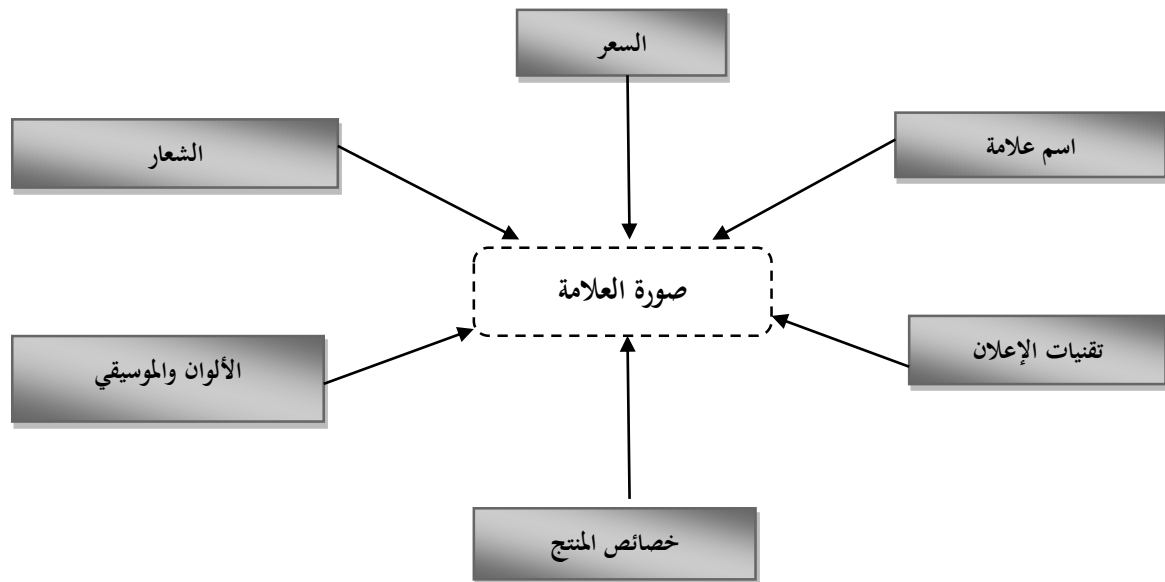 السعر
اسم علامة
الشعار
صورة العلامة
تقنيات الإعلان
الألوان والموسيقي
خصائص المنتج